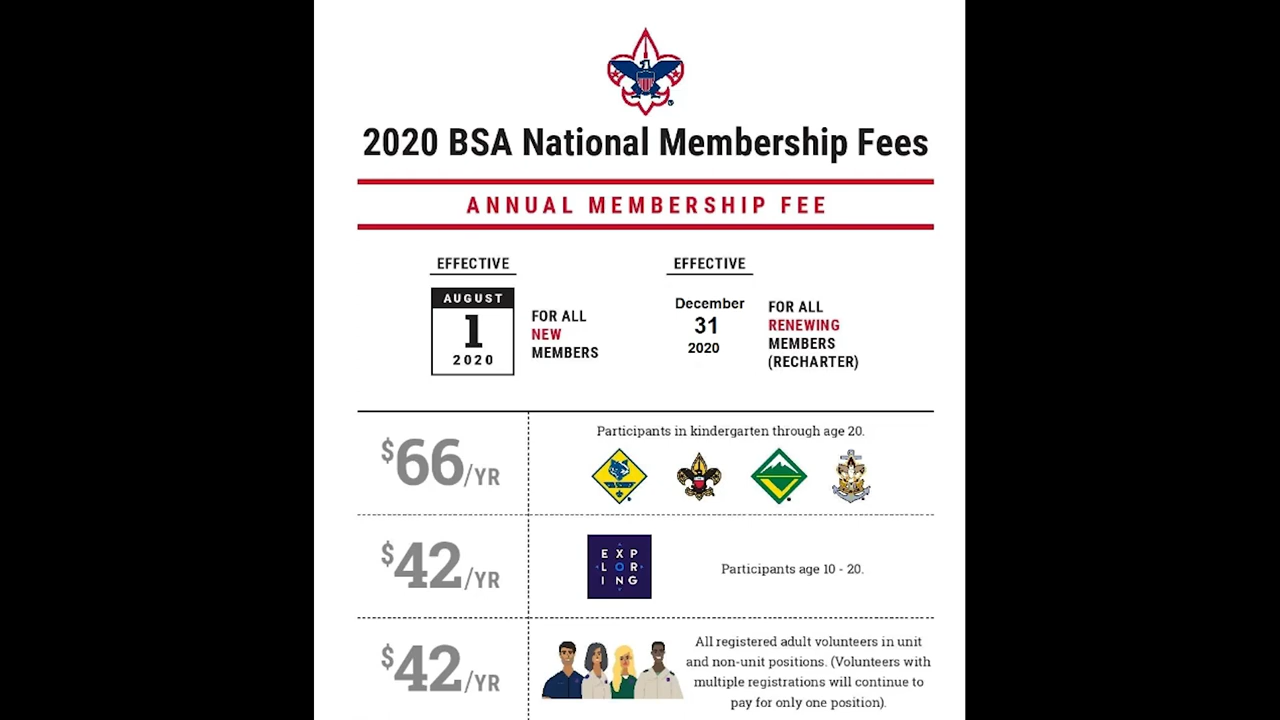 2020 BSA National Membership Fees
ANNUAL MEMBERSHIP FEE
EFFECTIVE
AUGUST
1
2020
FOR ALL
NEW
MEMBERS
EFFECTIVE
December
31
2020
FOR ALL
RENEWING
MEMBERS
(RECHARTER)
$66/YR
Participants in kindergarten through age 20.
$42/YR
EXP
LOR
ING
Participants age 10 - 20.
$42/YR
All registered adult volunteers in unit
and non-unit positions. (Volunteers with
multiple registrations will continue to
pay for only one position).